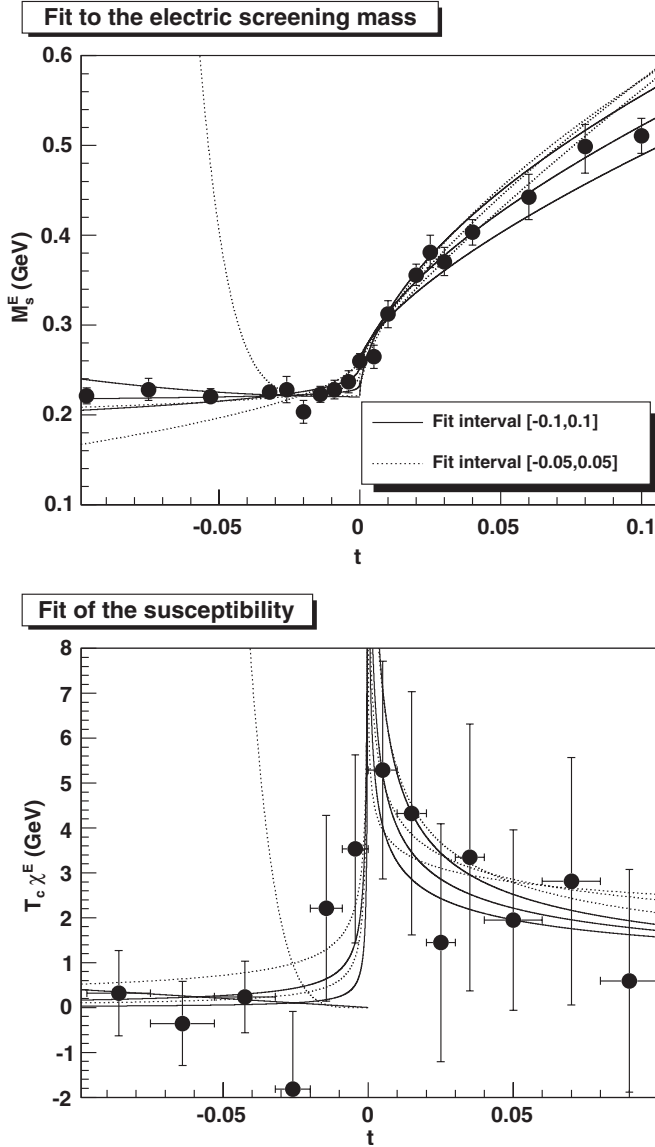 Fit to the electric screening mass
0.6
0.5
0.4
0.3
0.2
0.1
M_s^E (GeV)
Fit interval [-0.1,0.1]
Fit interval [-0.05,0.05]
-0.05 0 0.05 0.1
t
Fit of the susceptibility
8
7
6
5
4
3
2
1
0
-1
-2
T_c χ^E (GeV)
-0.05 0 0.05
t